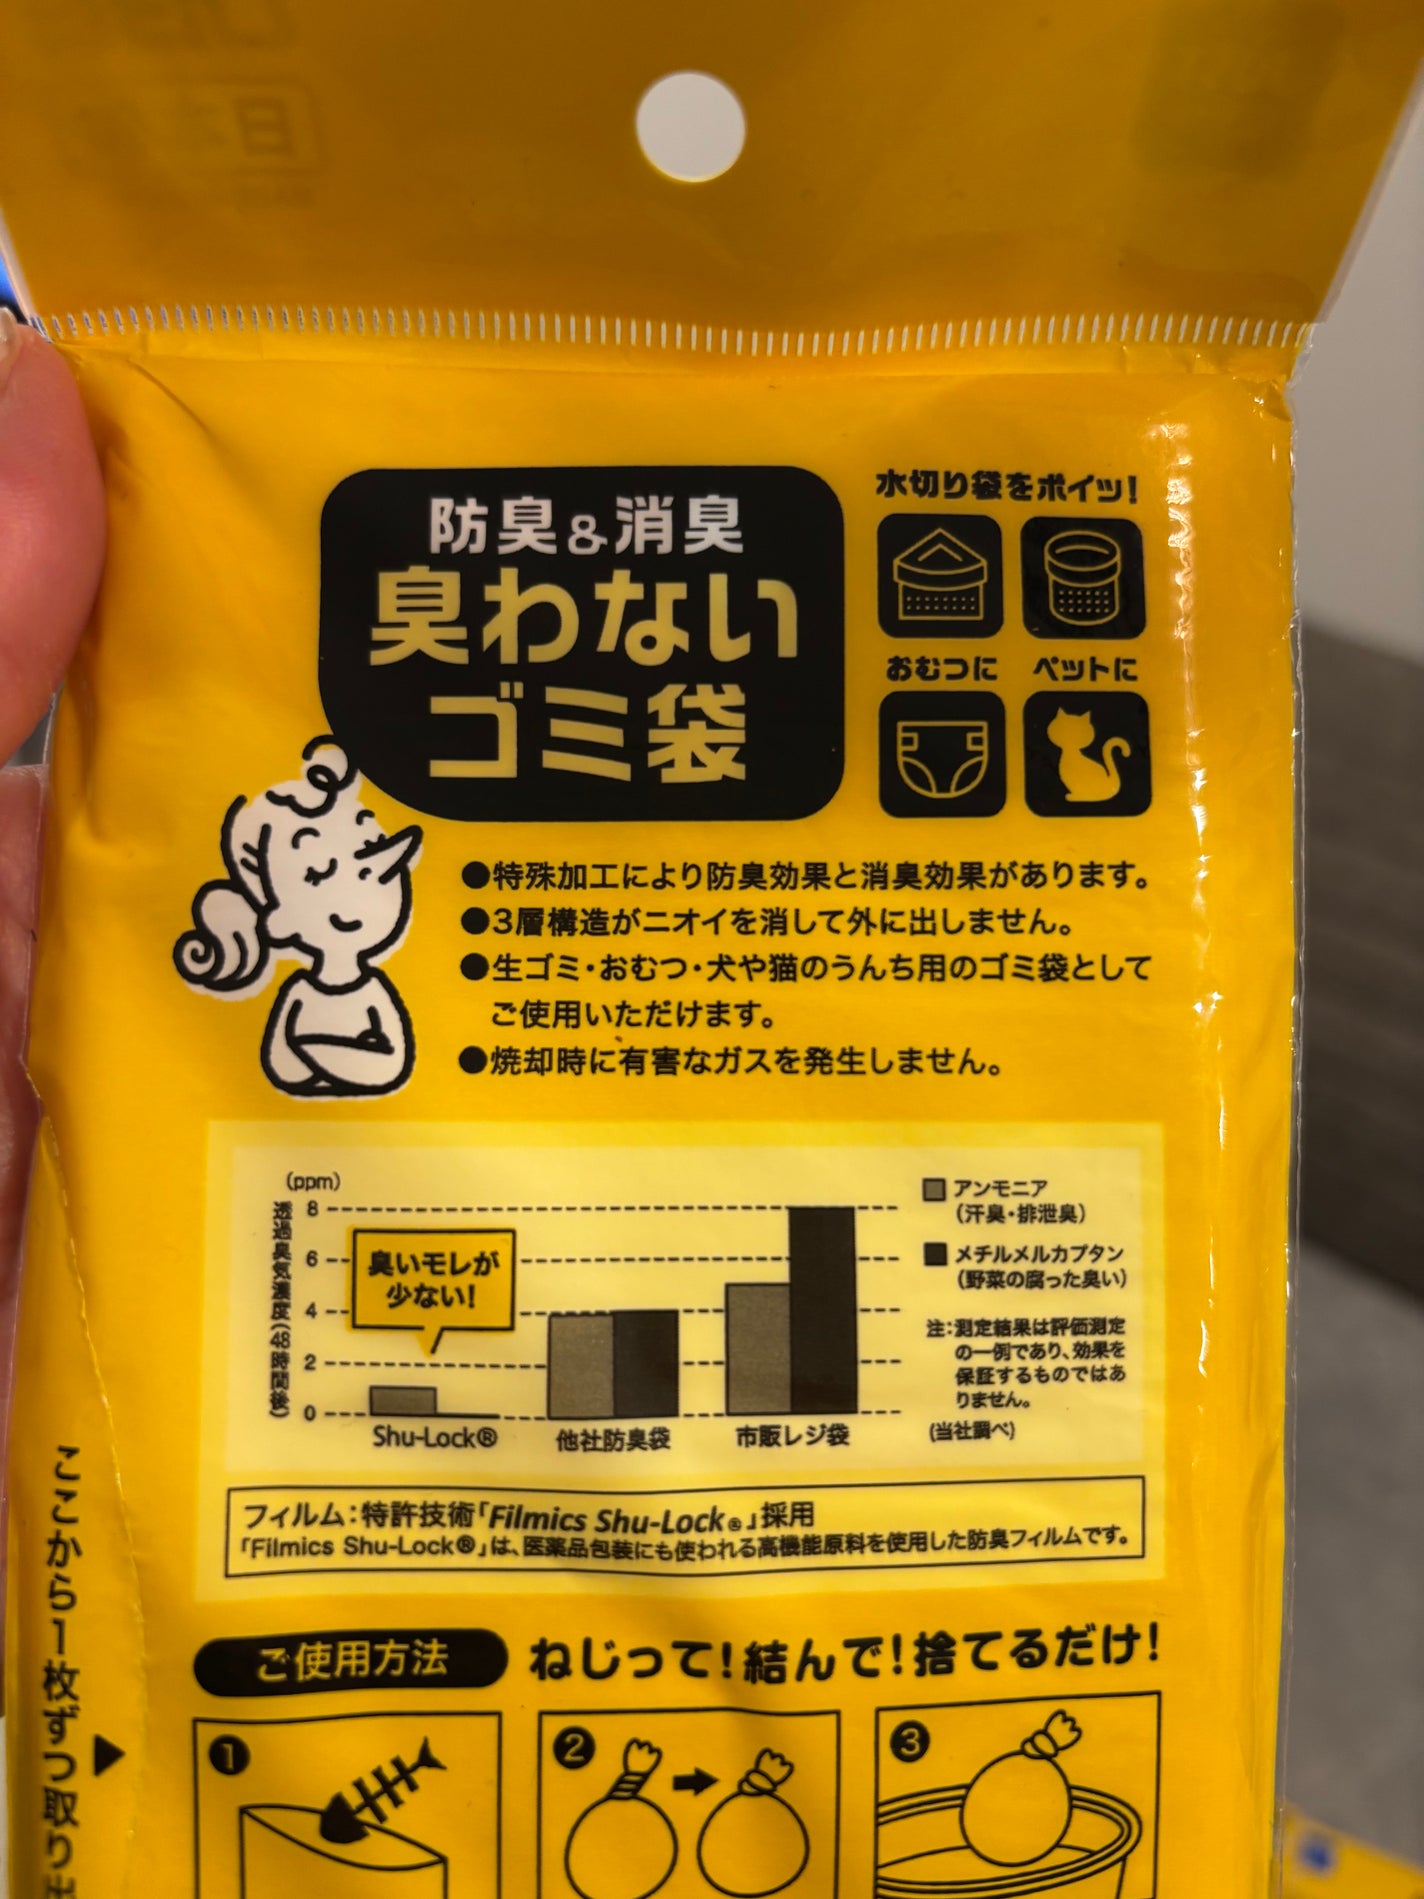 防臭&消臭
臭わない
ゴミ袋
水切り袋をポイッ!
おむつに ペットに
●特殊加工により防臭効果と消臭効果があります。
●3層構造がニオイを消して外に出しません。
●生ゴミ・おむつ・犬や猫のうんち用のゴミ袋として
ご使用いただけます。
●焼却時に有害なガスを発生しません。
(ppm)
透過臭気濃度(48時間後)
8
6
4
2
0
臭いモレが
少ない!
Shu-Lock® 他社防臭袋 市販レジ袋
アンモニア
(汗臭・排泄臭)
メチルメルカプタン
(野菜の腐った臭い)
注:測定結果は評価測定
の一例であり、効果を
保証するものではあ
りません。
(当社調べ)
フィルム:特許技術「Filmics Shu-Lock®」採用
「Filmics Shu-Lock®」は、医薬品包装にも使われる高機能原料を使用した防臭フィルムです。
ご使用方法 ねじって!結んで!捨てるだけ!
1 2 3
ここから1枚ずつ取り